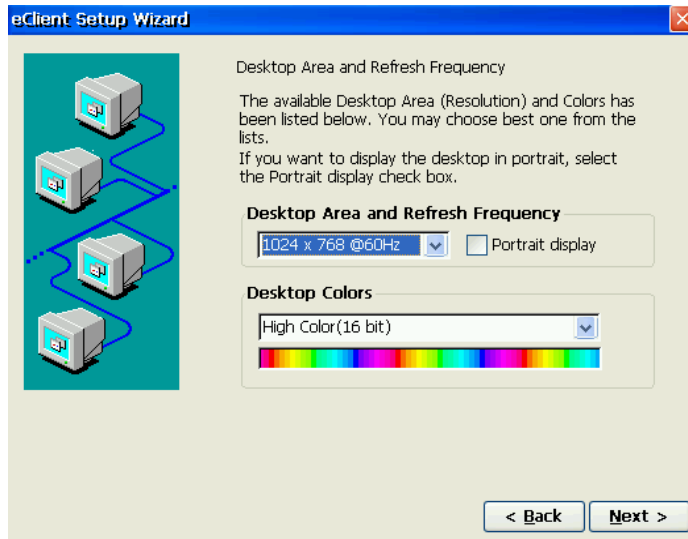 eClient Setup Wizard
Desktop Area and Refresh Frequency
The available Desktop Area (Resolution) and Colors has
been listed below. You may choose best one from the
lists.
If you want to display the desktop in portrait, select
the Portrait display check box.
Desktop Area and Refresh Frequency
1024 x 768 @60Hz Portrait display
Desktop Colors
High Color(16 bit)
< Back Next >